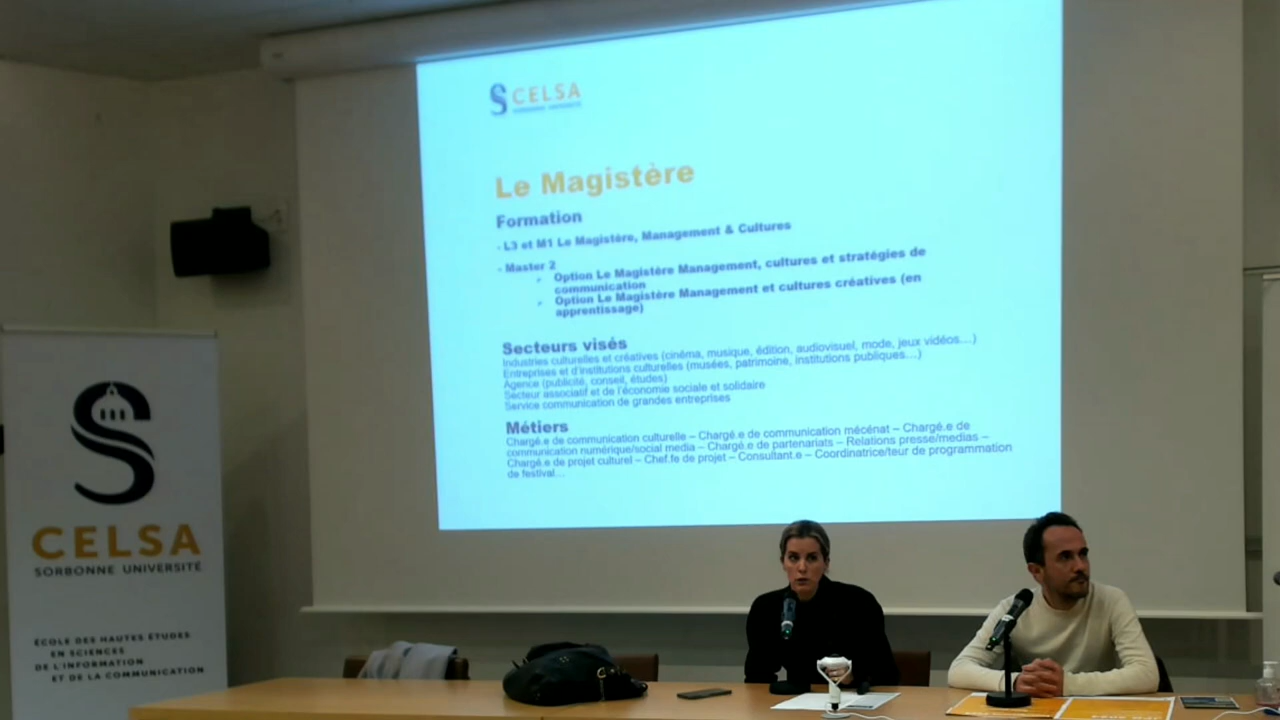 CELSA
SORBONNE UNIVERSITÉ
Le Magistère
Formation
- L3 et M1 Le Magistère, Management & Cultures
- Master 2
Option Le Magistère Management, cultures et stratégies de
communication
Option Le Magistère Management et cultures créatives (en
apprentissage)
Secteurs visés
Industries culturelles et créatives (cinéma, musique, édition, audiovisuel, mode, jeux vidéos…)
Entreprises et d'institutions culturelles (musées, patrimoine, institutions publiques…)
Agence (publicité, conseil, études)
Secteur associatif et de l'économie sociale et solidaire
Service communication de grandes entreprises
Métiers
Chargé.e de communication culturelle – Chargé.e de communication mécénat – Chargé.e de
communication numérique/social media – Chargé.e de partenariats – Relations presse/medias –
Chargé.e de projet culturel – Chef.fe de projet – Consultant.e – Coordinatrice/teur de programmation
de festival…
CELSA
SORBONNE UNIVERSITÉ
ÉCOLE DES HAUTES ÉTUDES
EN SCIENCES
DE L'INFORMATION
ET DE LA COMMUNICATION